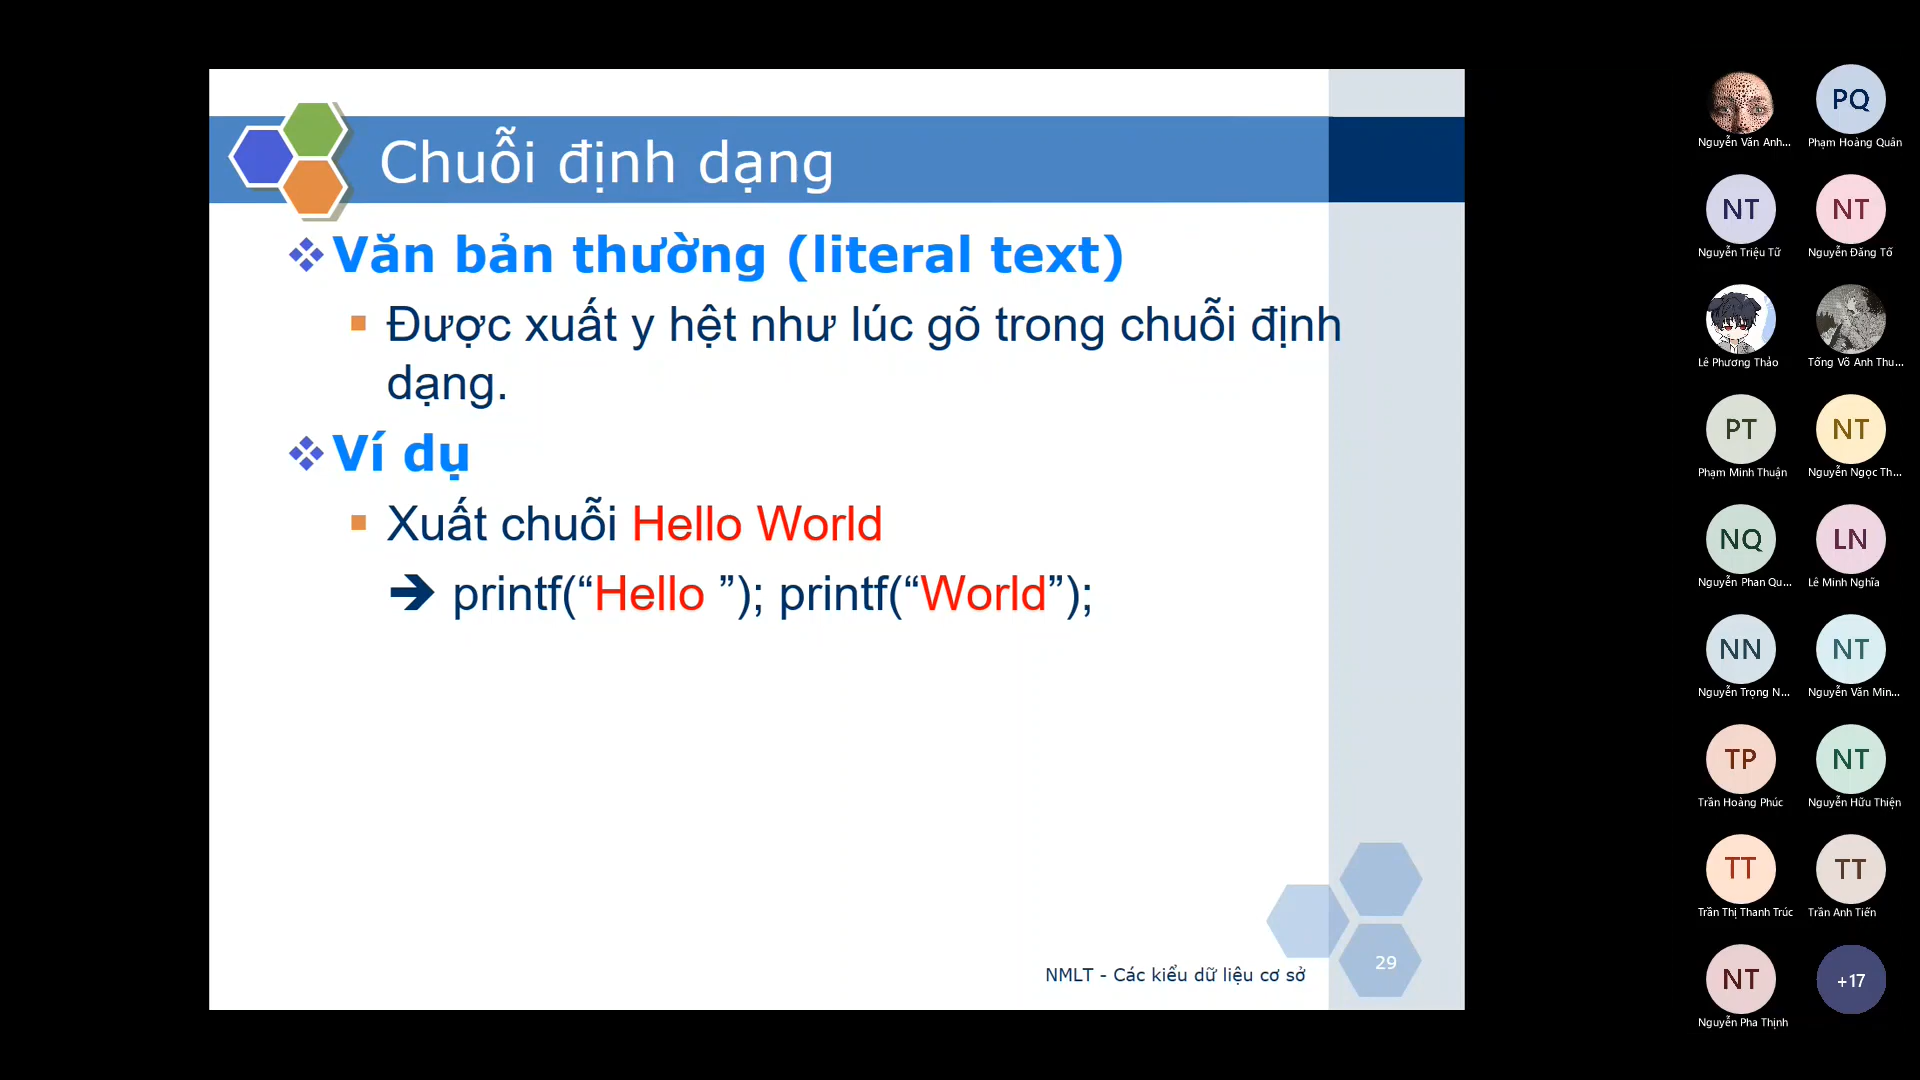 Chuỗi định dạng
Văn bản thường (literal text)
Được xuất y hệt như lúc gõ trong chuỗi định
dạng.
Ví dụ
Xuất chuỗi Hello World
➔ printf(“Hello ”); printf(“World”);
NMLT - Các kiểu dữ liệu cơ sở
29
PQ
Nguyễn Văn Anh...
Phạm Hoàng Quân
NT
NT
Nguyễn Triệu Tữ
Nguyễn Đăng Tố
Lê Phương Thảo
Tống Võ Anh Thu...
PT
NT
Phạm Minh Thuận
Nguyễn Ngọc Th...
NQ
LN
Nguyễn Phan Qu...
Lê Minh Nghĩa
NN
NT
Nguyễn Trọng N...
Nguyễn Văn Min...
TP
NT
Trần Hoàng Phúc
Nguyễn Hữu Thiện
TT
TT
Trần Thị Thanh Trúc
Trần Anh Tiến
NT
+17
Nguyễn Pha Thịnh